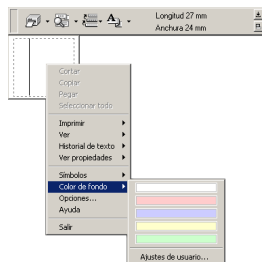 Longitud 27 mm
Anchura 24 mm
Cortar
Copiar
Pegar
Seleccionar todo
Imprimir
Ver
Historial de texto
Ver propiedades
Símbolos
Color de fondo
Opciones...
Ayuda
Salir
Ajustes de usuario...